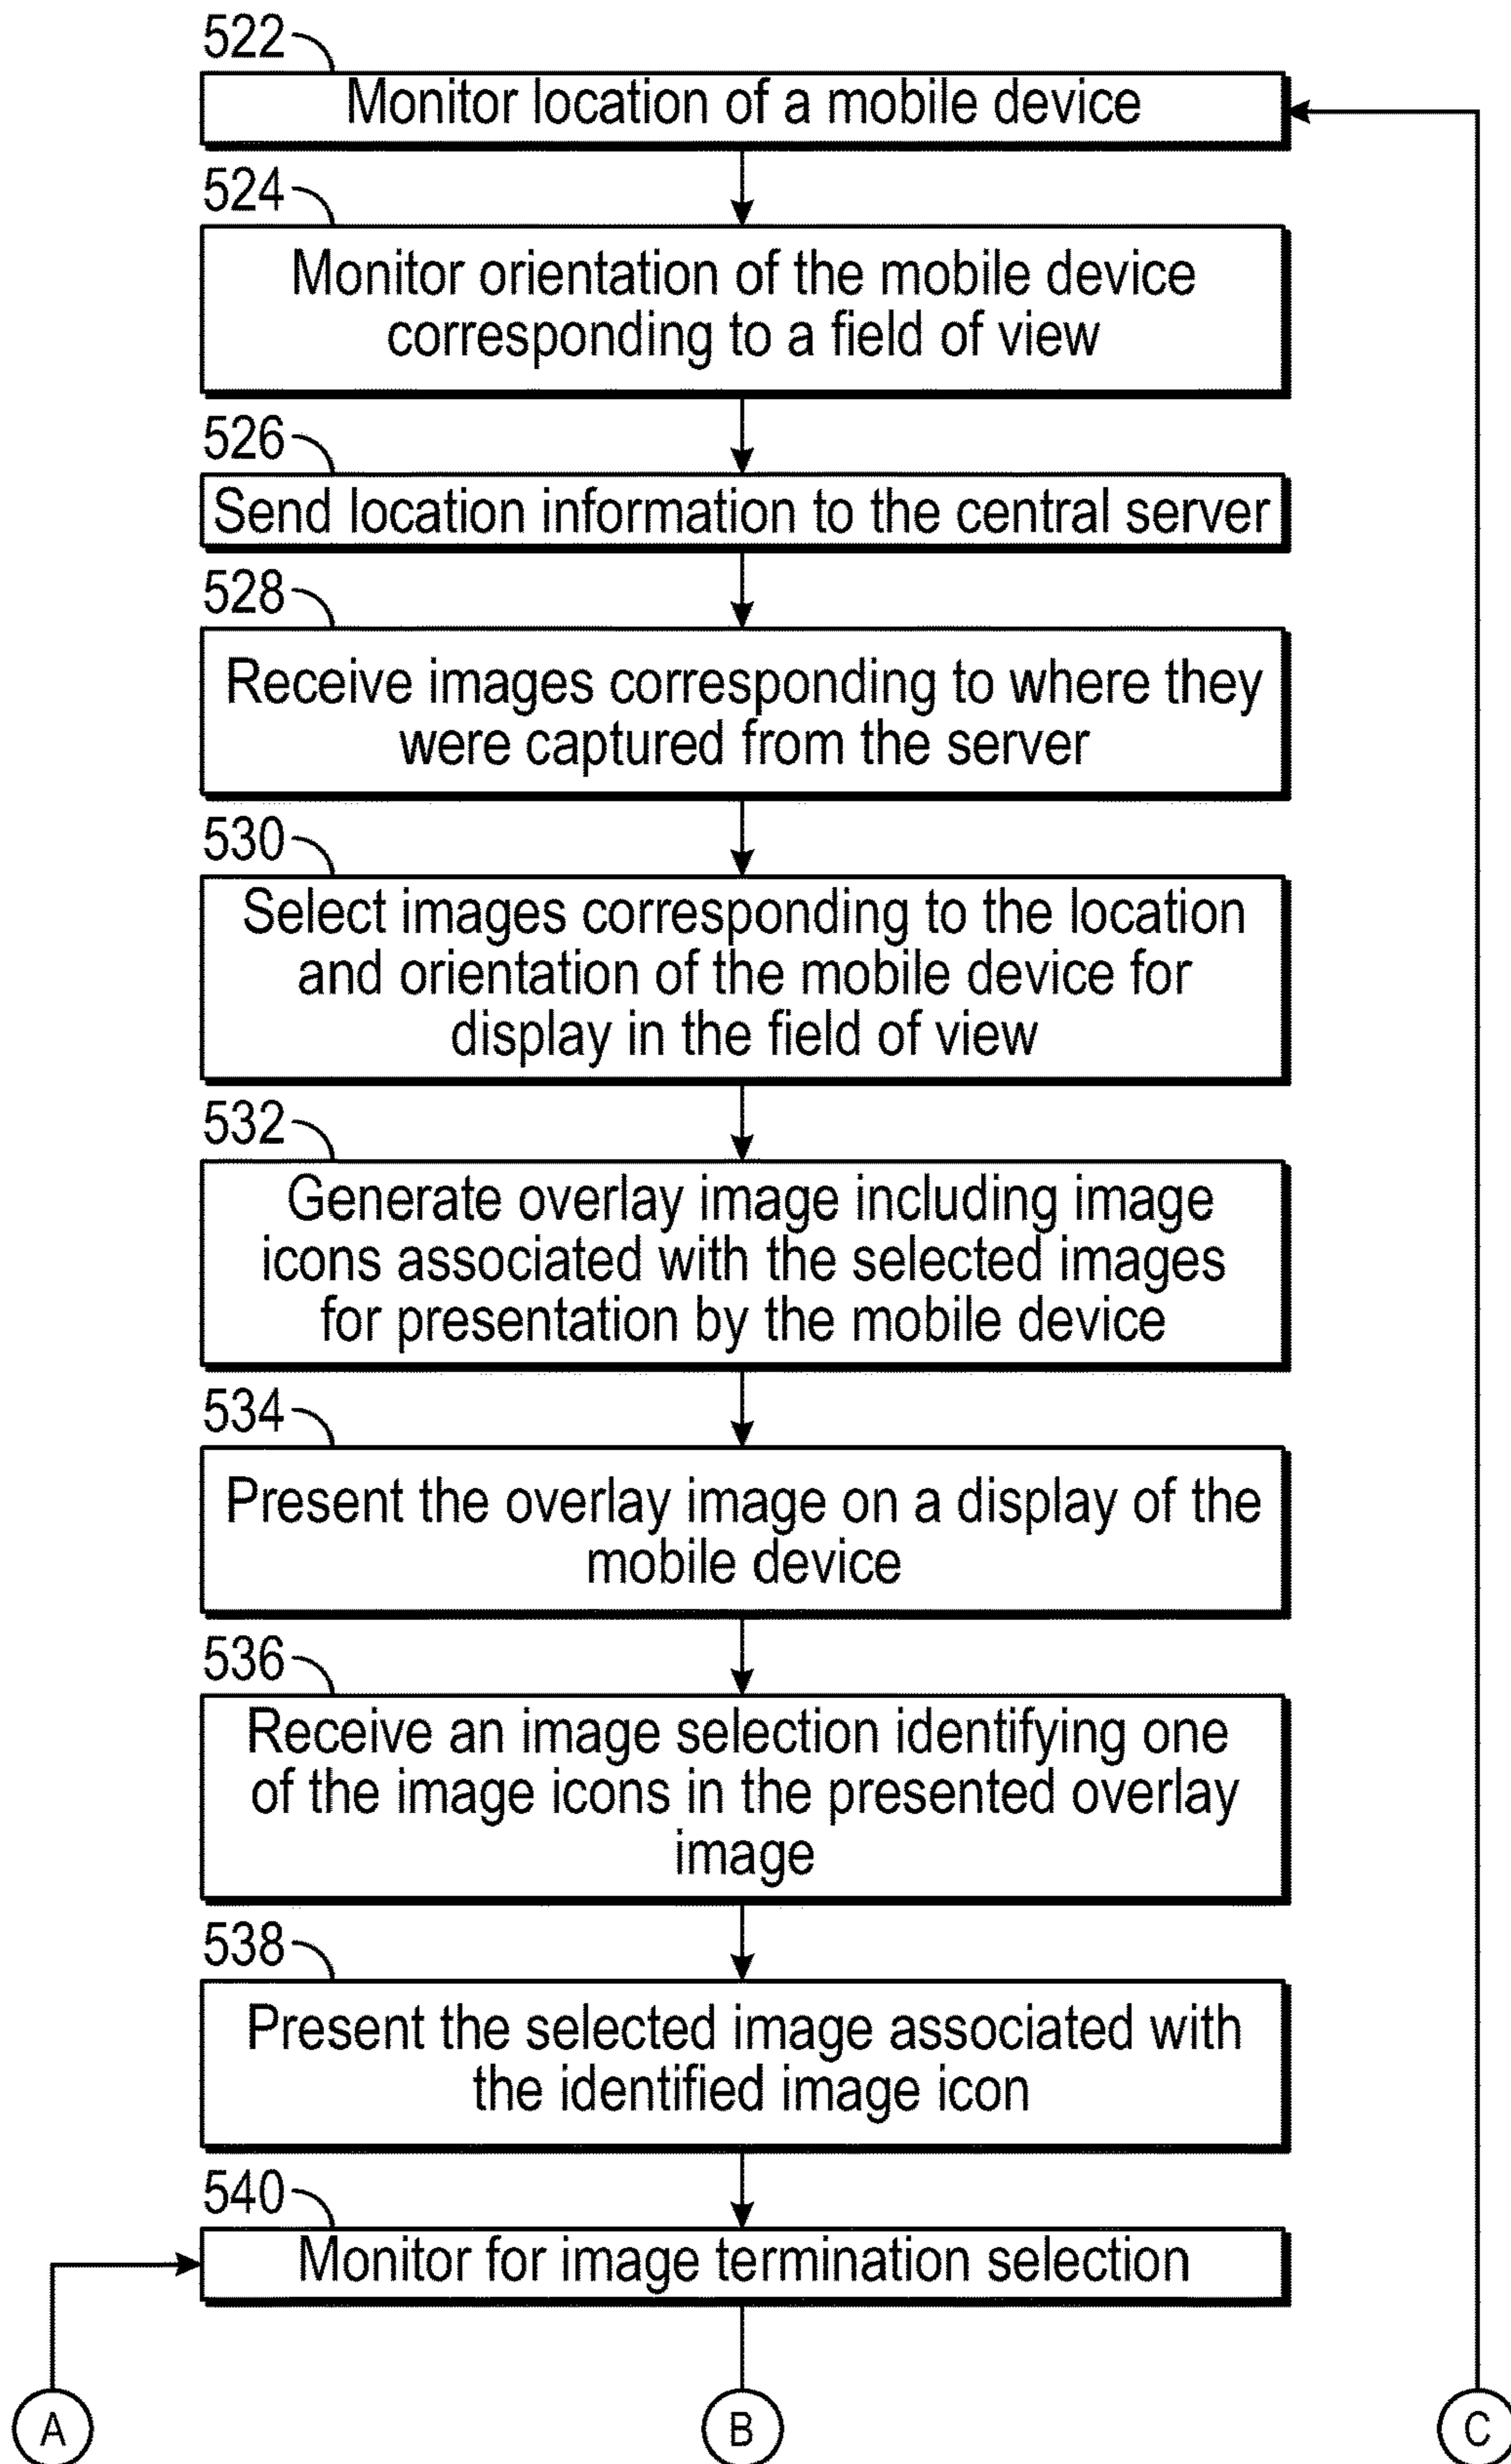 522
Monitor location of a mobile device
524
Monitor orientation of the mobile device
corresponding to a field of view
526
Send location information to the central server
528
Receive images corresponding to where they
were captured from the server
530
Select images corresponding to the location
and orientation of the mobile device for
display in the field of view
532
Generate overlay image including image
icons associated with the selected images
for presentation by the mobile device
534
Present the overlay image on a display of the
mobile device
536
Receive an image selection identifying one
of the image icons in the presented overlay
image
538
Present the selected image associated with
the identified image icon
540
Monitor for image termination selection
A
B
C